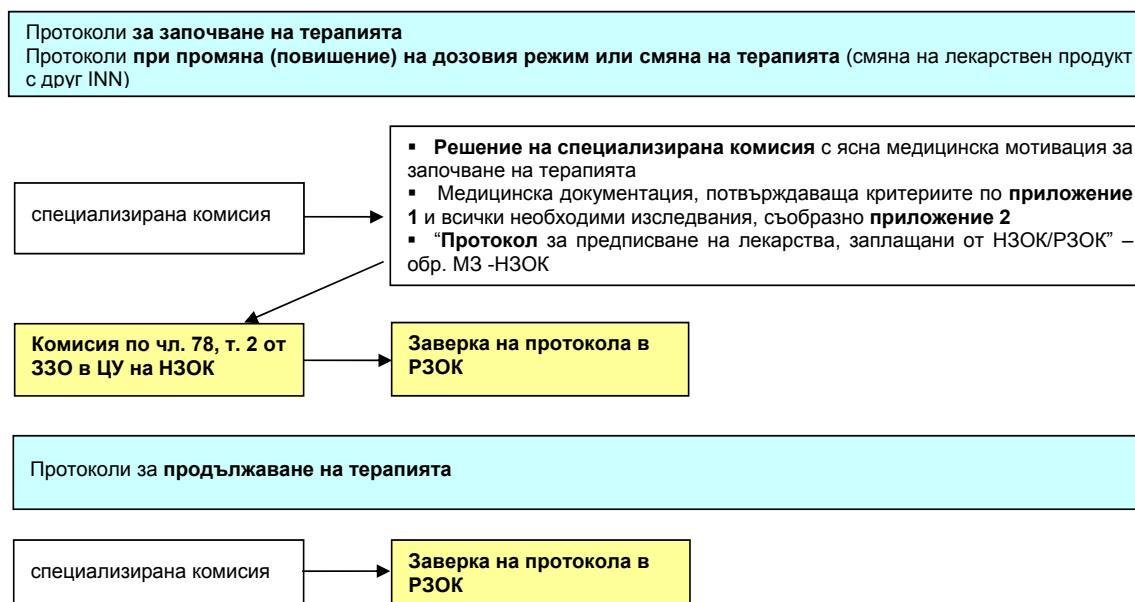 Протоколи за започване на терапията
Протоколи при промяна (повишение) на дозовия режим или смяна на терапията (смяна на лекарствен продукт
с друг INN)
▪ Решение на специализирана комисия с ясна медицинска мотивация за
започване на терапията
▪ Медицинска документация, потвърждаваща критериите по приложение
1 и всички необходими изследвания, съобразно приложение 2
▪ “Протокол за предписване на лекарства, заплащани от НЗОК/РЗОК” –
обр. МЗ -НЗОК
специализирана комисия
Комисия по чл. 78, т. 2 от
ЗЗО в ЦУ на НЗОК
Заверка на протокола в
РЗОК
Протоколи за продължаване на терапията
специализирана комисия
Заверка на протокола в
РЗОК